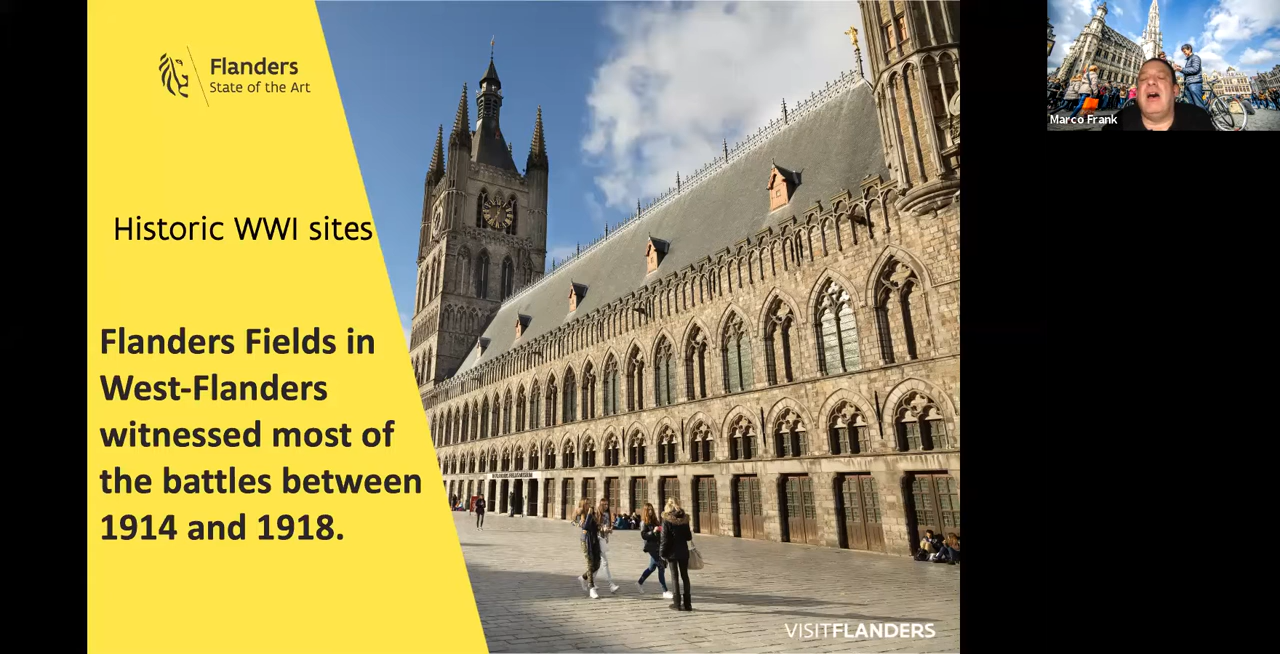 Flanders
State of the Art
Historic WWI sites
Flanders Fields in
West-Flanders
witnessed most of
the battles between
1914 and 1918.
VISITFLANDERS
Marco Frank